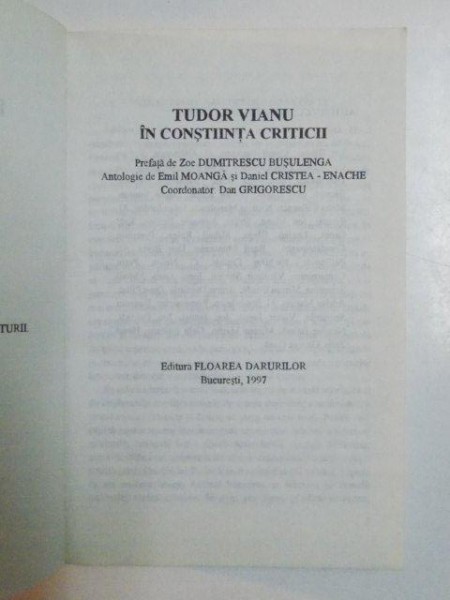 TUDOR VIANU
ÎN CONȘTIINȚA CRITICII
Prefață de Zoe DUMITRESCU BUȘULENGA
Antologie de Emil MOANGĂ și Daniel CRISTEA - ENACHE
Coordonator Dan GRIGORESCU
TURII.
Editura FLOAREA DARURILOR
București, 1997